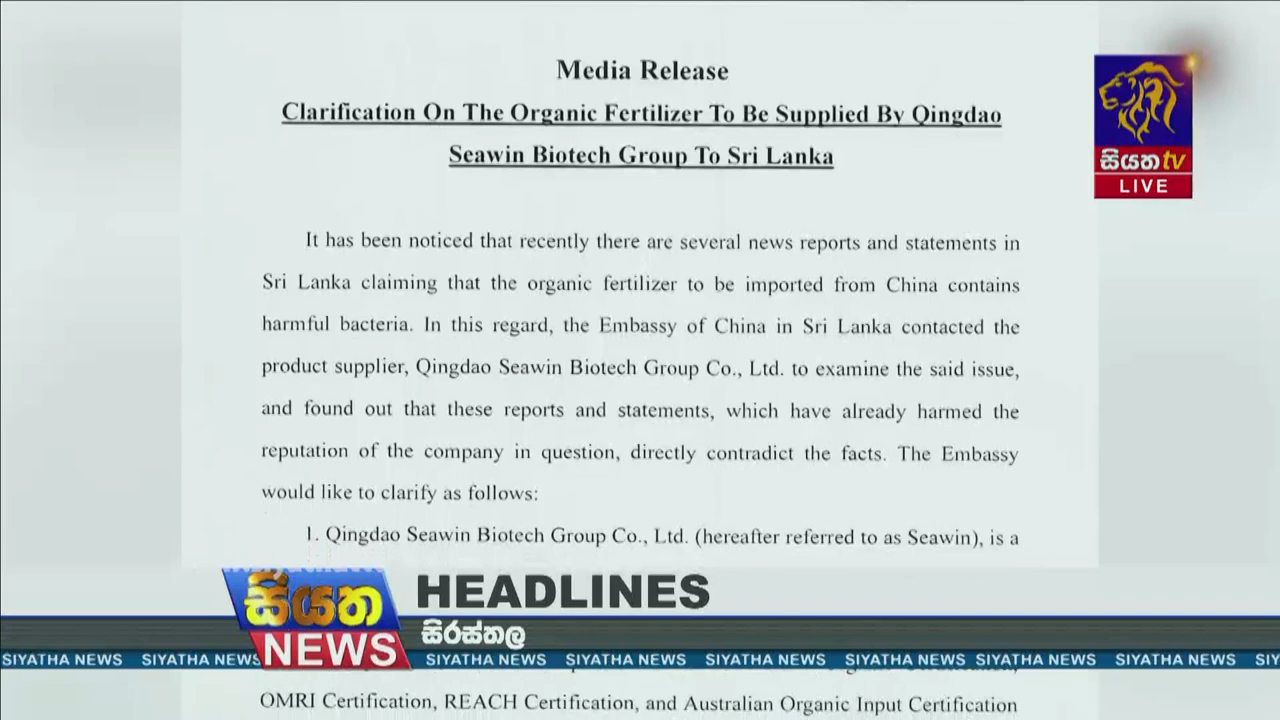 Media Release
Clarification On The Organic Fertilizer To Be Supplied By Qingdao
Seawin Biotech Group To Sri Lanka
සියත tv
LIVE
It has been noticed that recently there are several news reports and statements in
Sri Lanka claiming that the organic fertilizer to be imported from China contains
harmful bacteria. In this regard, the Embassy of China in Sri Lanka contacted the
product supplier, Qingdao Seawin Biotech Group Co., Ltd. to examine the said issue,
and found out that these reports and statements, which have already harmed the
reputation of the company in question, directly contradict the facts. The Embassy
would like to clarify as follows:
1. Qingdao Seawin Biotech Group Co., Ltd. (hereafter referred to as Seawin), is a
සියත
NEWS
HEADLINES
සිරස්තල
SIYATHA NEWS SIYATHA NEWS SIYATHA NEWS SIYATHA NEWS SIYATHA NEWS SIYATHA NEWS SIYATHA NEWS SIYATHA NEWS SIY
OMRI Certification, REACH Certification, and Australian Organic Input Certification